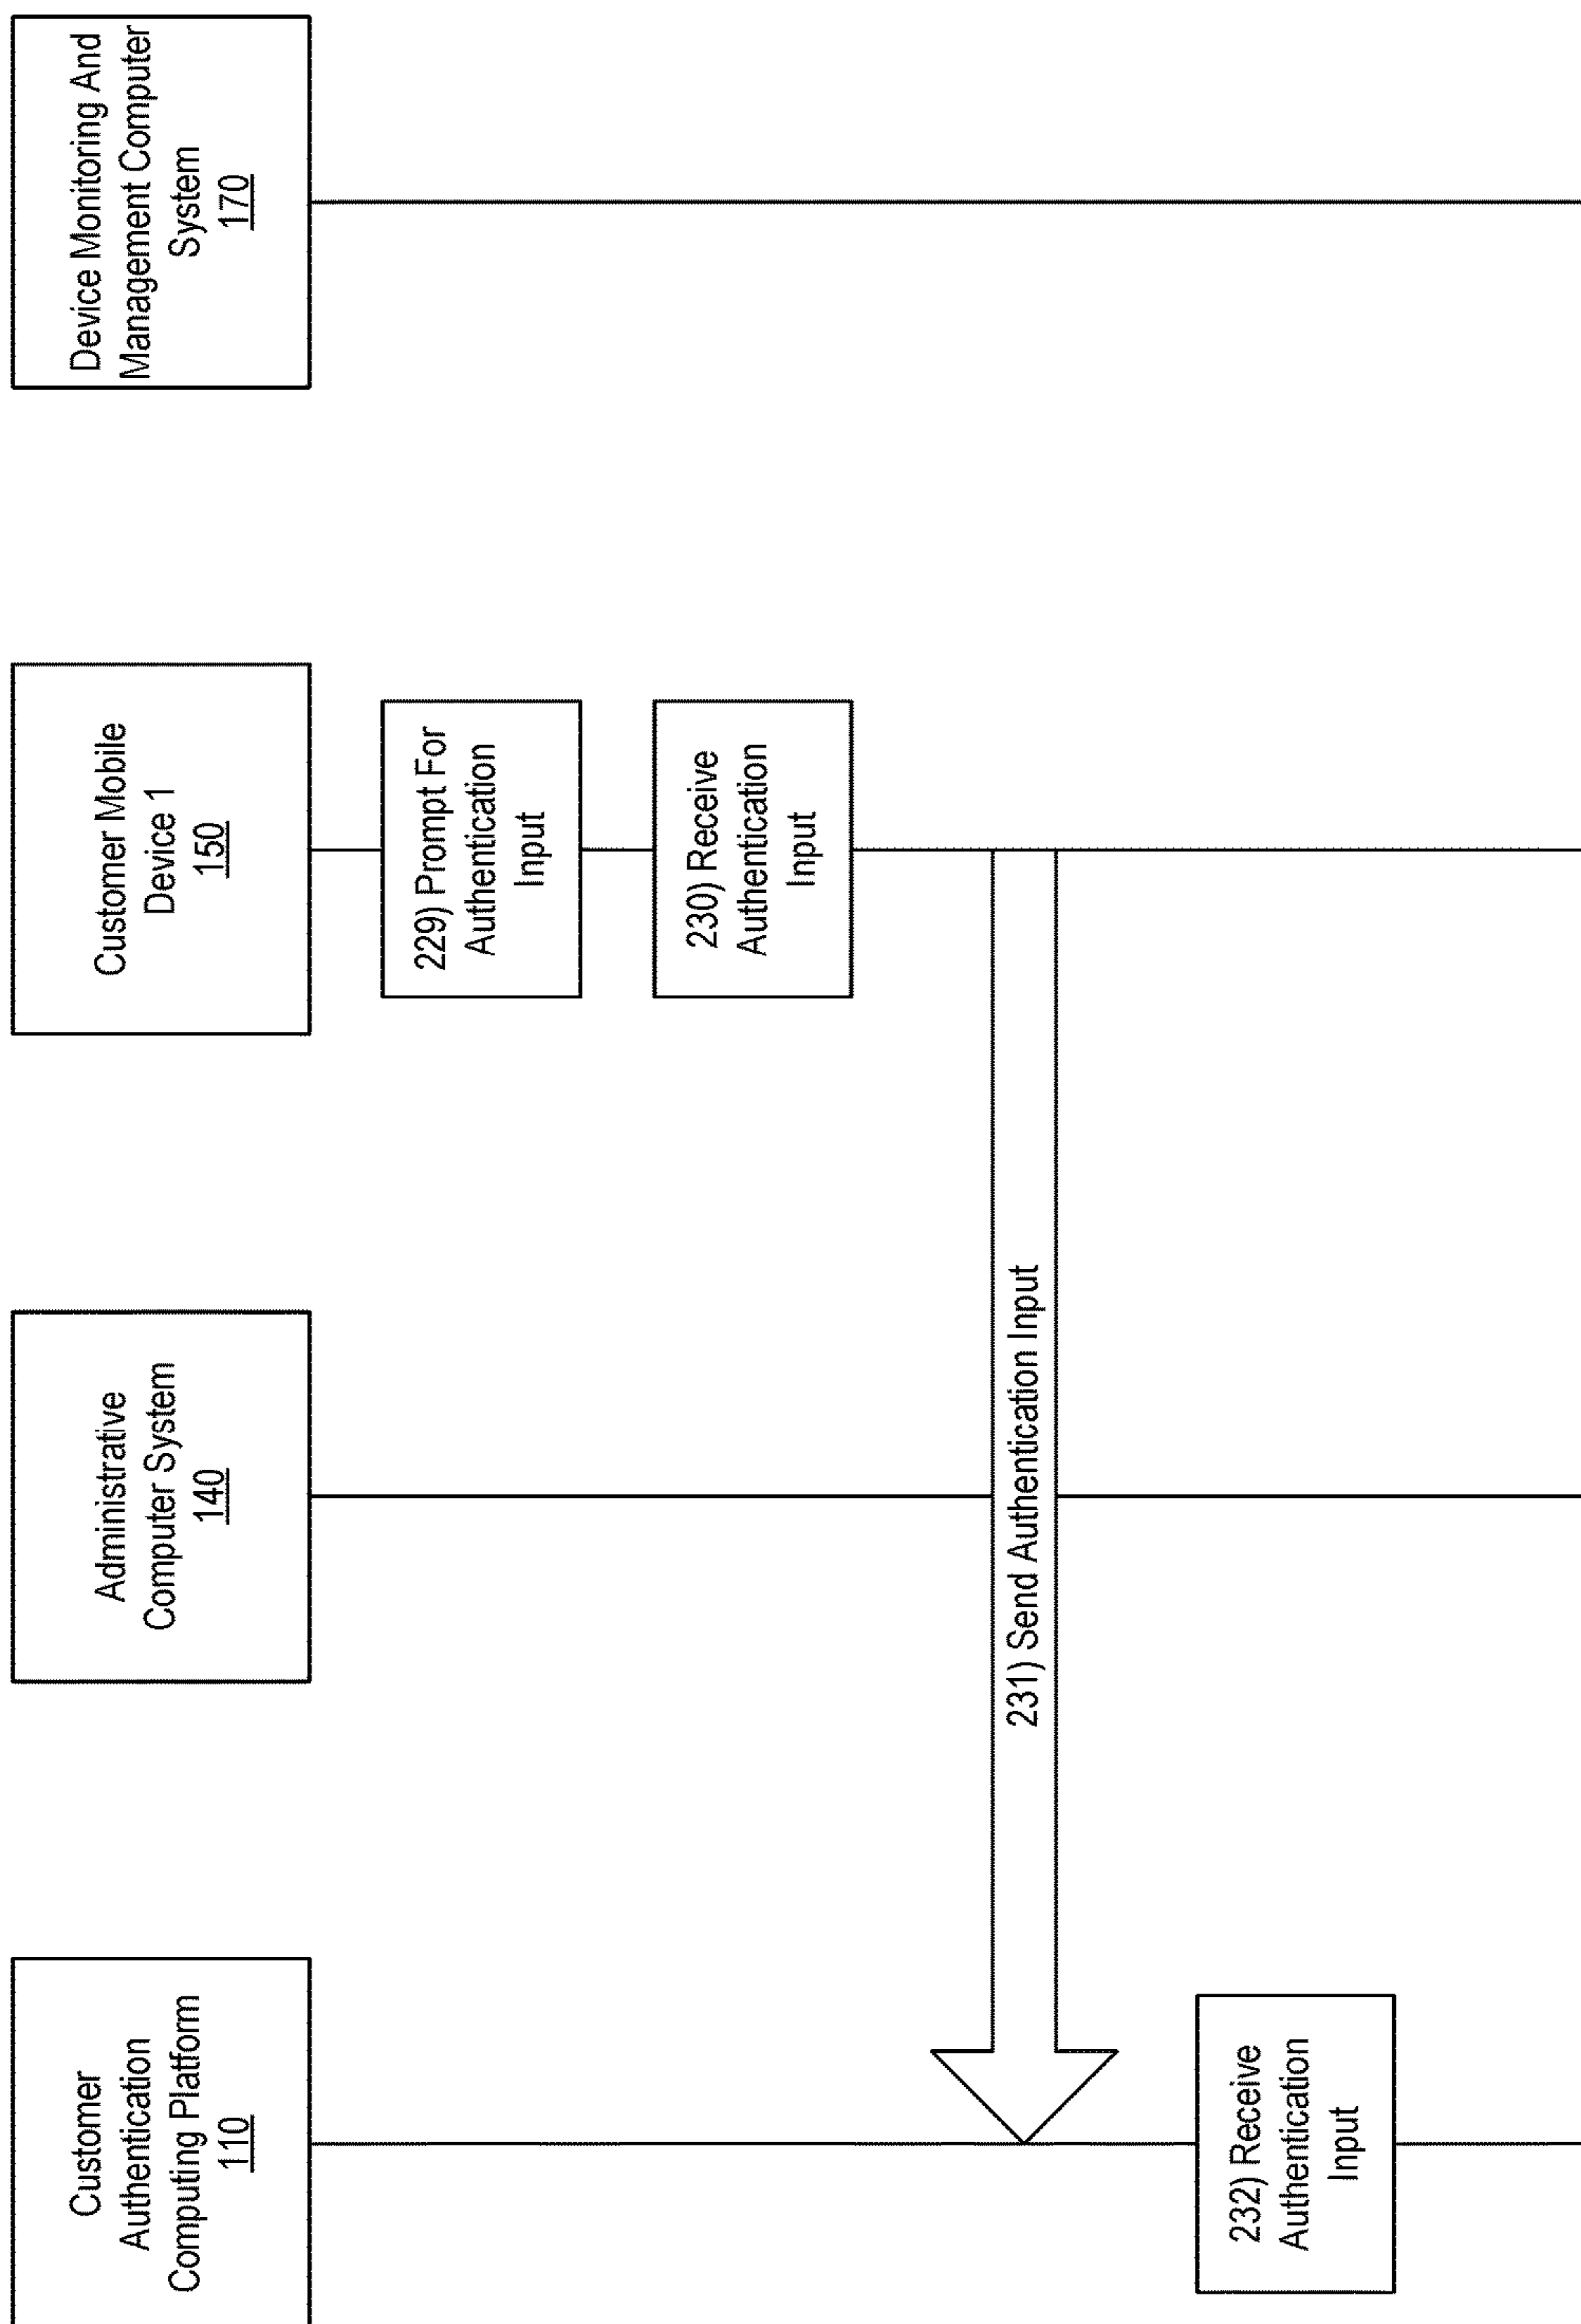 Customer
Authentication
Computing Platform
110
Administrative
Computer System
140
Customer Mobile
Device 1
150
Device Monitoring And
Management Computer
System
170
229) Prompt For
Authentication
Input
230) Receive
Authentication
Input
231) Send Authentication Input
232) Receive
Authentication
Input